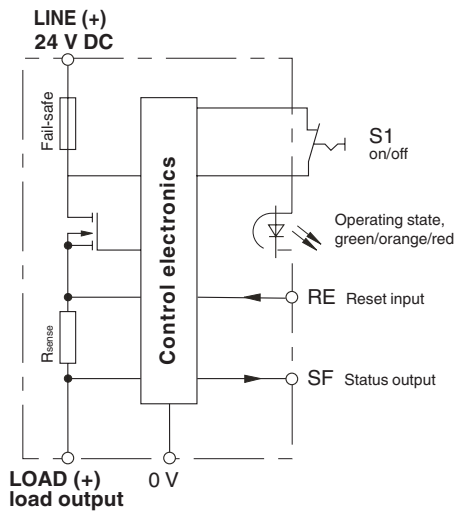 LINE (+)
24 V DC
Fail-safe
S1
on/off
Control electronics
Operating state,
green/orange/red
RE Reset input
Rsense
SF Status output
LOAD (+)
load output
0 V